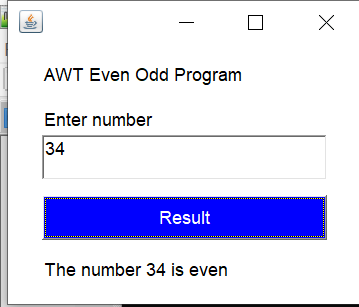 AWT Even Odd Program
Enter number
34
Result
The number 34 is even